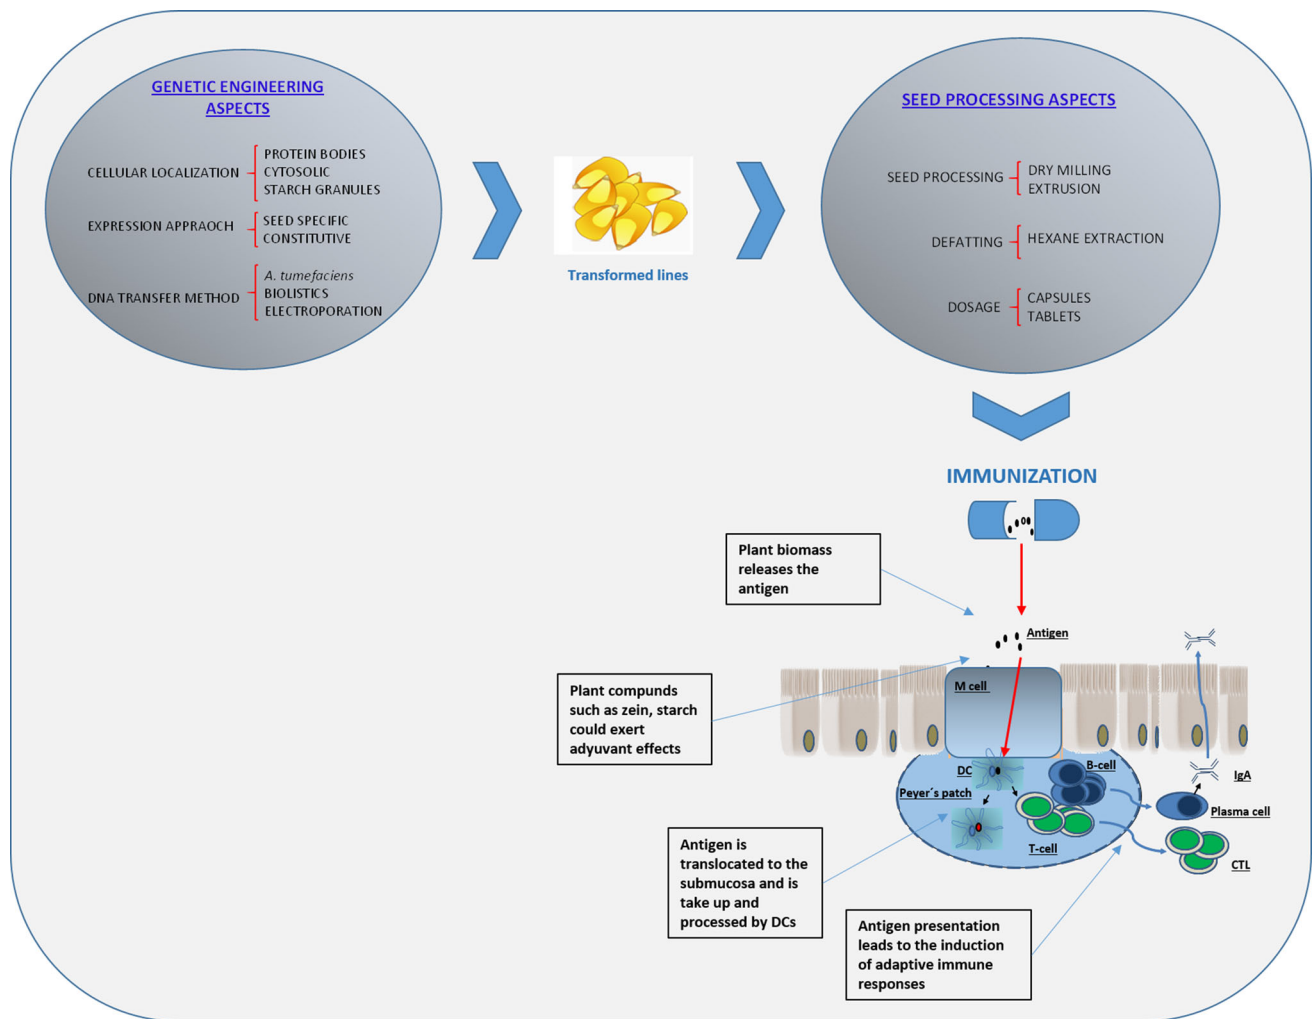 GENETIC ENGINEERING
ASPECTS
CELLULAR LOCALIZATION
PROTEIN BODIES
CYTOSOLIC
STARCH GRANULES
EXPRESSION APPRAOCH
SEED SPECIFIC
CONSTITUTIVE
DNA TRANSFER METHOD
A. tumefaciens
BIOLISTICS
ELECTROPORATION
Transformed lines
SEED PROCESSING ASPECTS
SEED PROCESSING
DRY MILLING
EXTRUSION
DEFATTING
HEXANE EXTRACTION
DOSAGE
CAPSULES
TABLETS
IMMUNIZATION
Plant biomass
releases the
antigen
Antigen
Plant compunds
such as zein, starch
could exert
adyuvant effects
M cell
DC
Peyer´s patch
B-cell
T-cell
IgA
Plasma cell
CTL
Antigen is
translocated to the
submucosa and is
take up and
processed by DCs
Antigen presentation
leads to the induction
of adaptive immune
responses